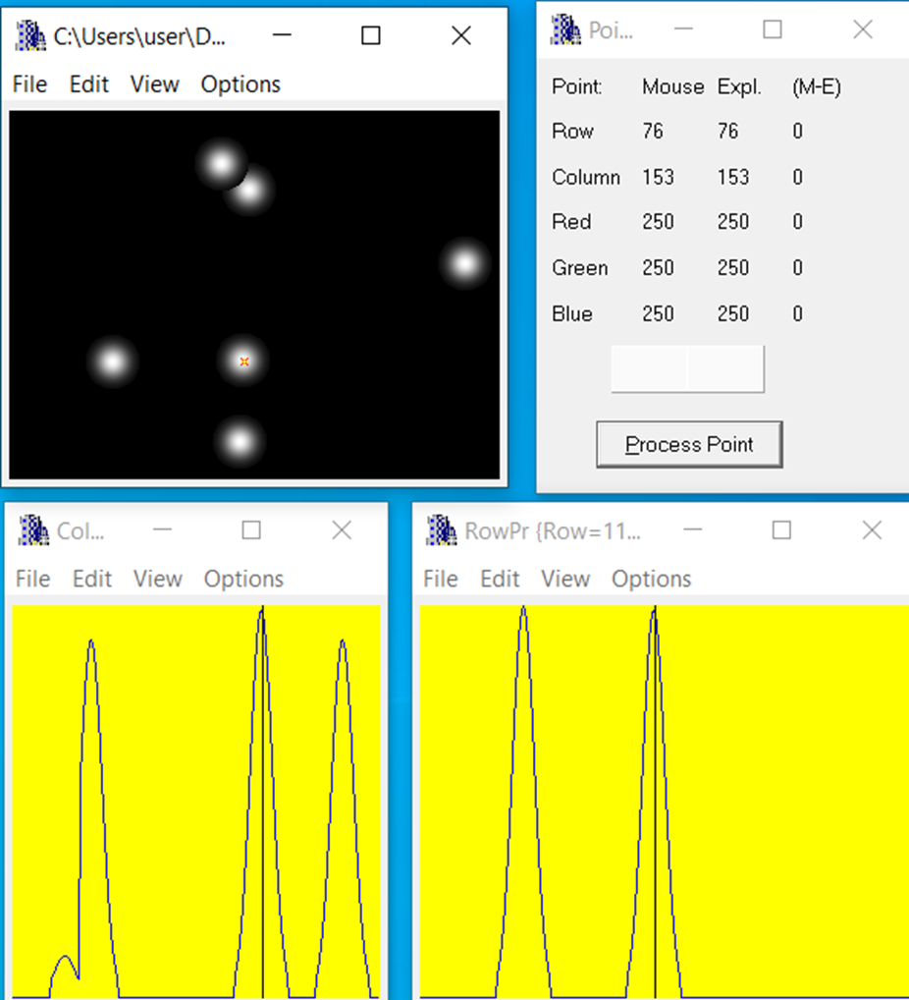 C:\Users\user\D...
File Edit View Options
Poi...
Point: Mouse Expl. (M-E)
Row 76 76 0
Column 153 153 0
Red 250 250 0
Green 250 250 0
Blue 250 250 0
Process Point
Col...
File Edit View Options
RowPr {Row=11...
File Edit View Options